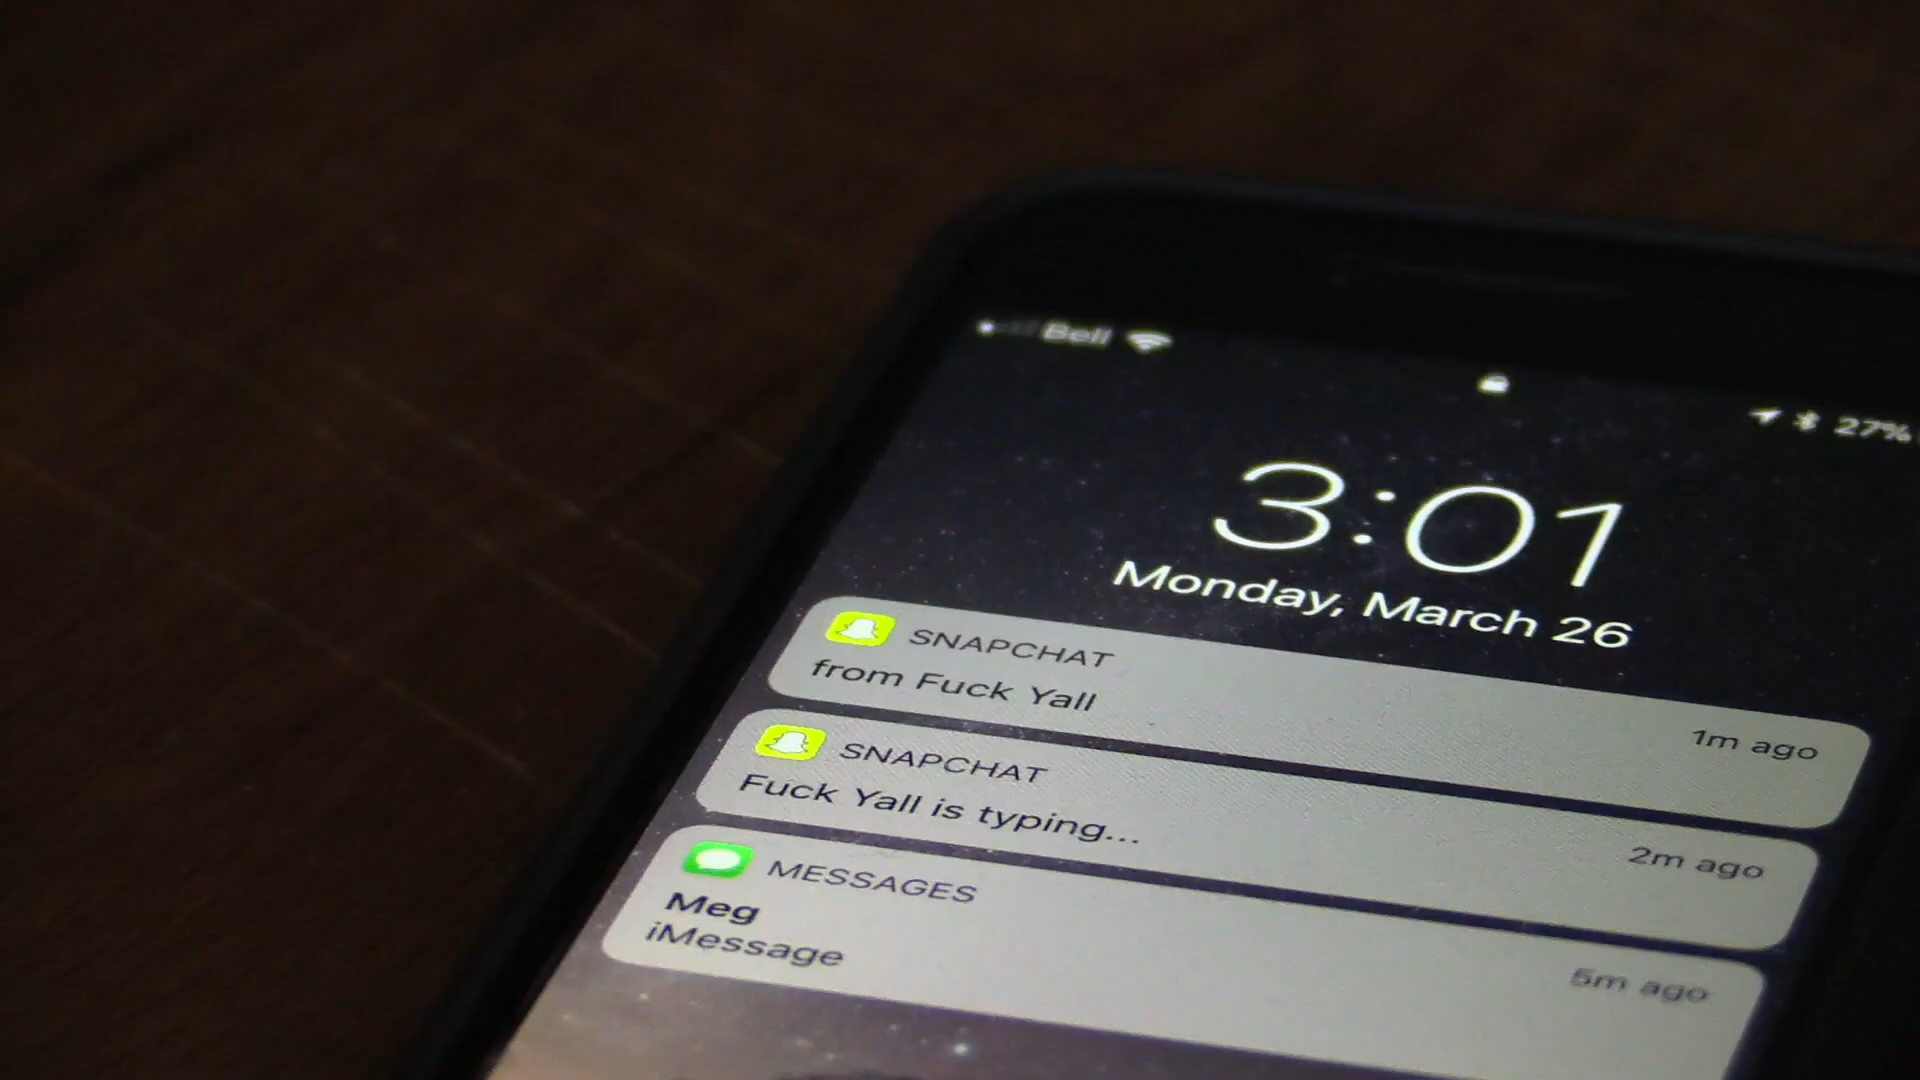 Bell
27%
3:01
Monday, March 26
SNAPCHAT
from Fuck Yall
1m ago
SNAPCHAT
Fuck Yall is typing...
2m ago
MESSAGES
Meg
iMessage
5m ago